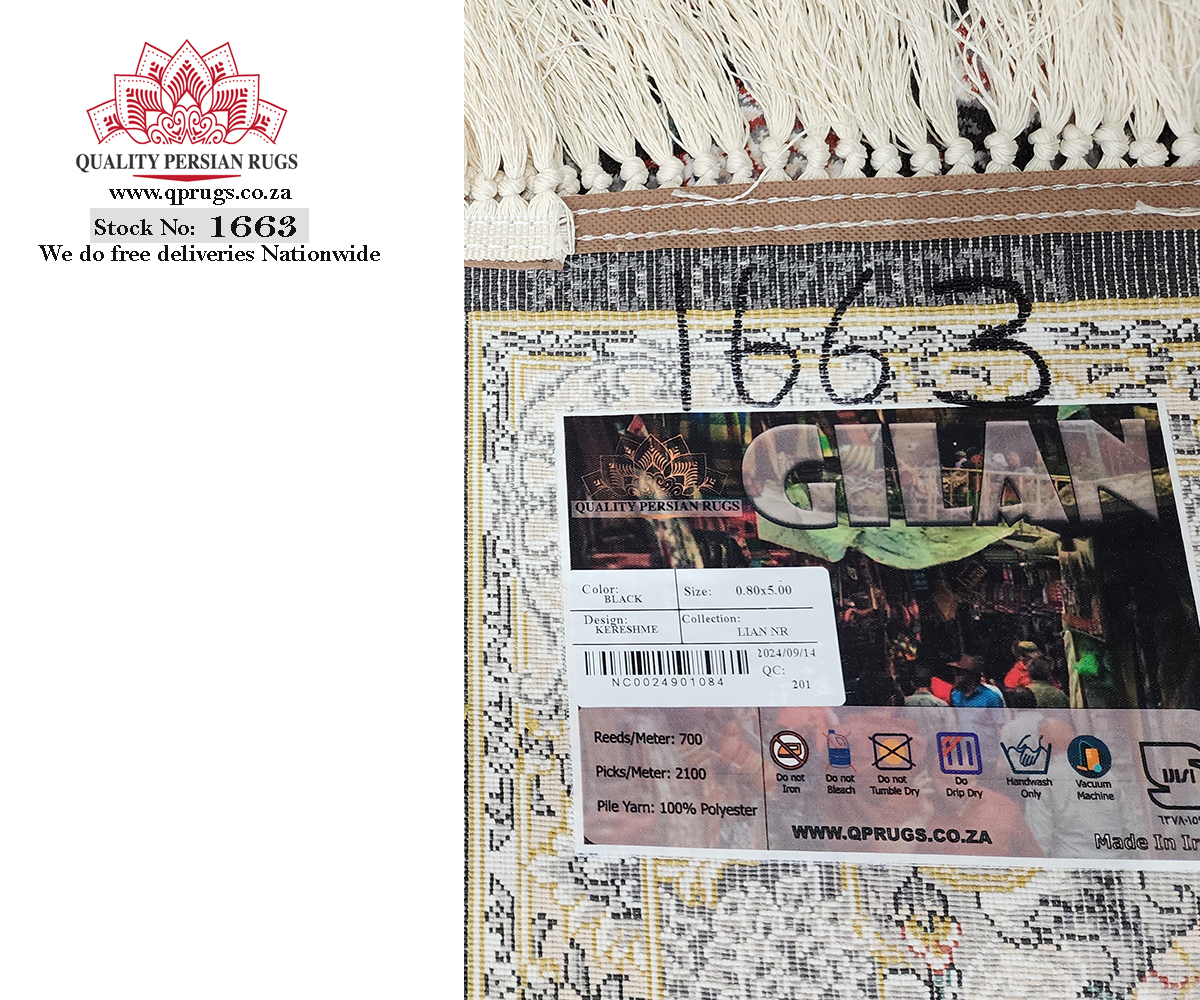 QUALITY PERSIAN RUGS
www.qprugs.co.za
Stock No: 1663
We do free deliveries Nationwide
1663
GILAN
QUALITY PERSIAN RUGS
Color: BLACK
Size: 0.80x5.00
Design: KERESHME
Collection: LIAN NR
2024/09/14
QC: 201
NC0024901084
Reeds/Meter: 700
Picks/Meter: 2100
Pile Yarn: 100% Polyester
Do not Iron
Do not Bleach
Do not Tumble Dry
Do Drip Dry
Handwash Only
Vacuum Machine
WWW.QPRUGS.CO.ZA
Made In